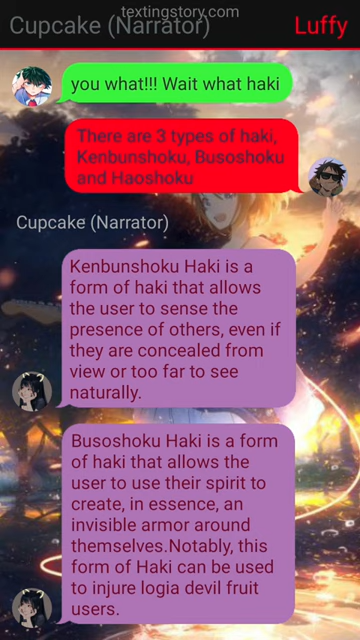 textingstory.com
Cupcake (Narrator)
Luffy
you what!!! Wait what haki
There are 3 types of haki,
Kenbunshoku, Busoshoku
and Haoshoku
Cupcake (Narrator)
Kenbunshoku Haki is a
form of haki that allows
the user to sense the
presence of others, even if
they are concealed from
view or too far to see
naturally.
Busoshoku Haki is a form
of haki that allows the
user to use their spirit to
create, in essence, an
invisible armor around
themselves.Notably, this
form of Haki can be used
to injure logia devil fruit
users.